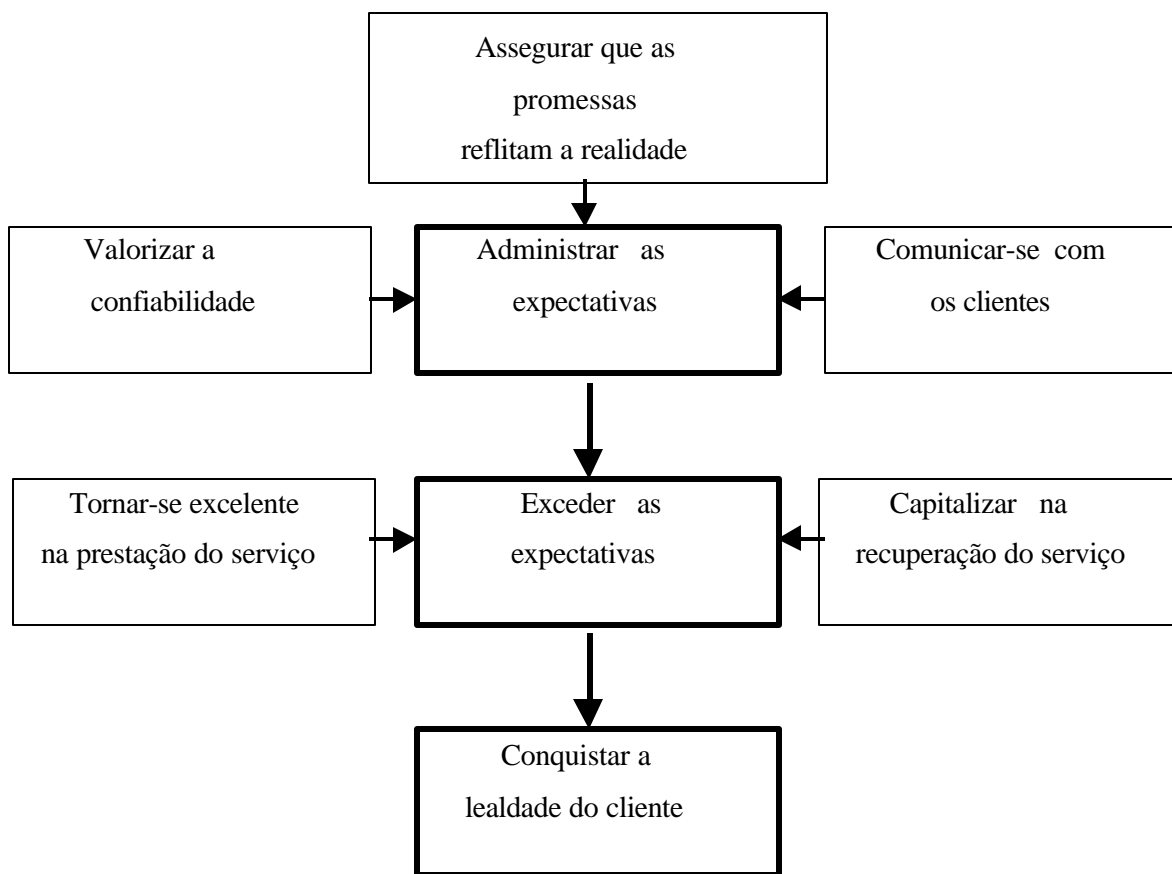 Assegurar que as
promessas
reflitam a realidade
Valorizar a
confiabilidade
Administrar as
expectativas
Comunicar-se com
os clientes
Tornar-se excelente
na prestação do serviço
Exceder as
expectativas
Capitalizar na
recuperação do serviço
Conquistar a
lealdade do cliente